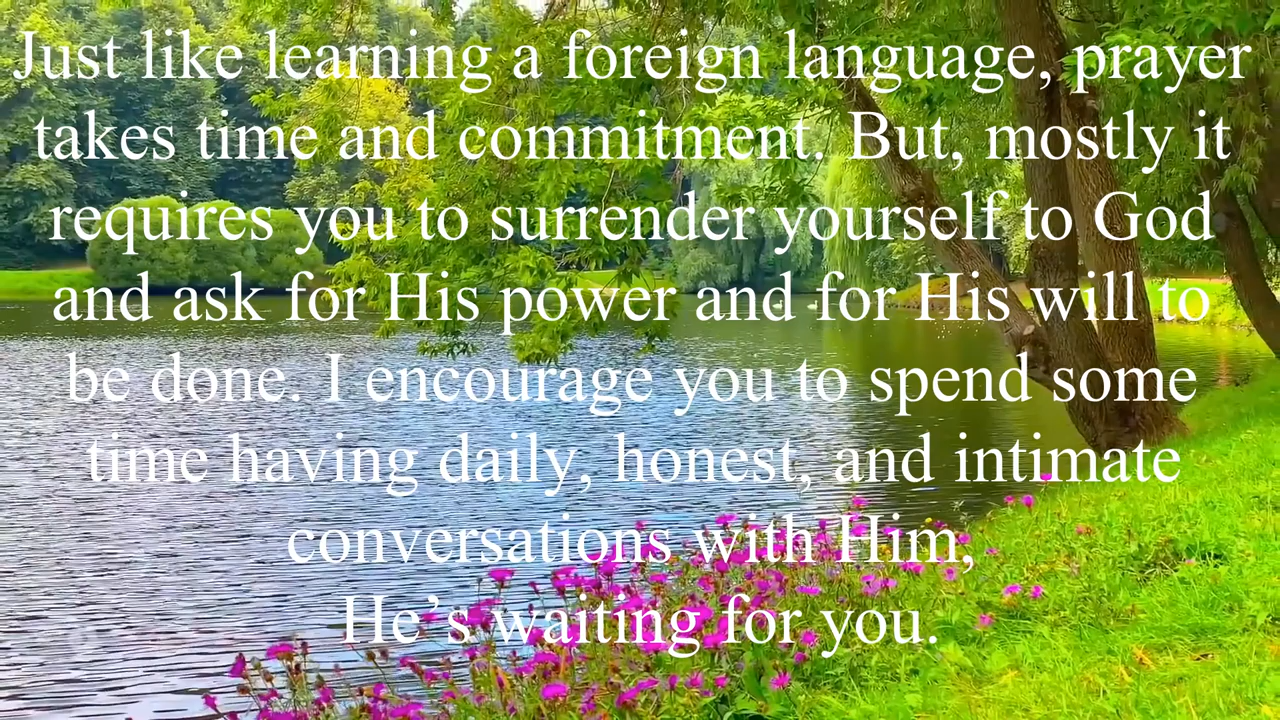 Just like learning a foreign language, prayer
takes time and commitment. But, mostly it
requires you to surrender yourself to God
and ask for His power and for His will to
be done. I encourage you to spend some
time having daily, honest, and intimate
conversations with Him,
He’s waiting for you.